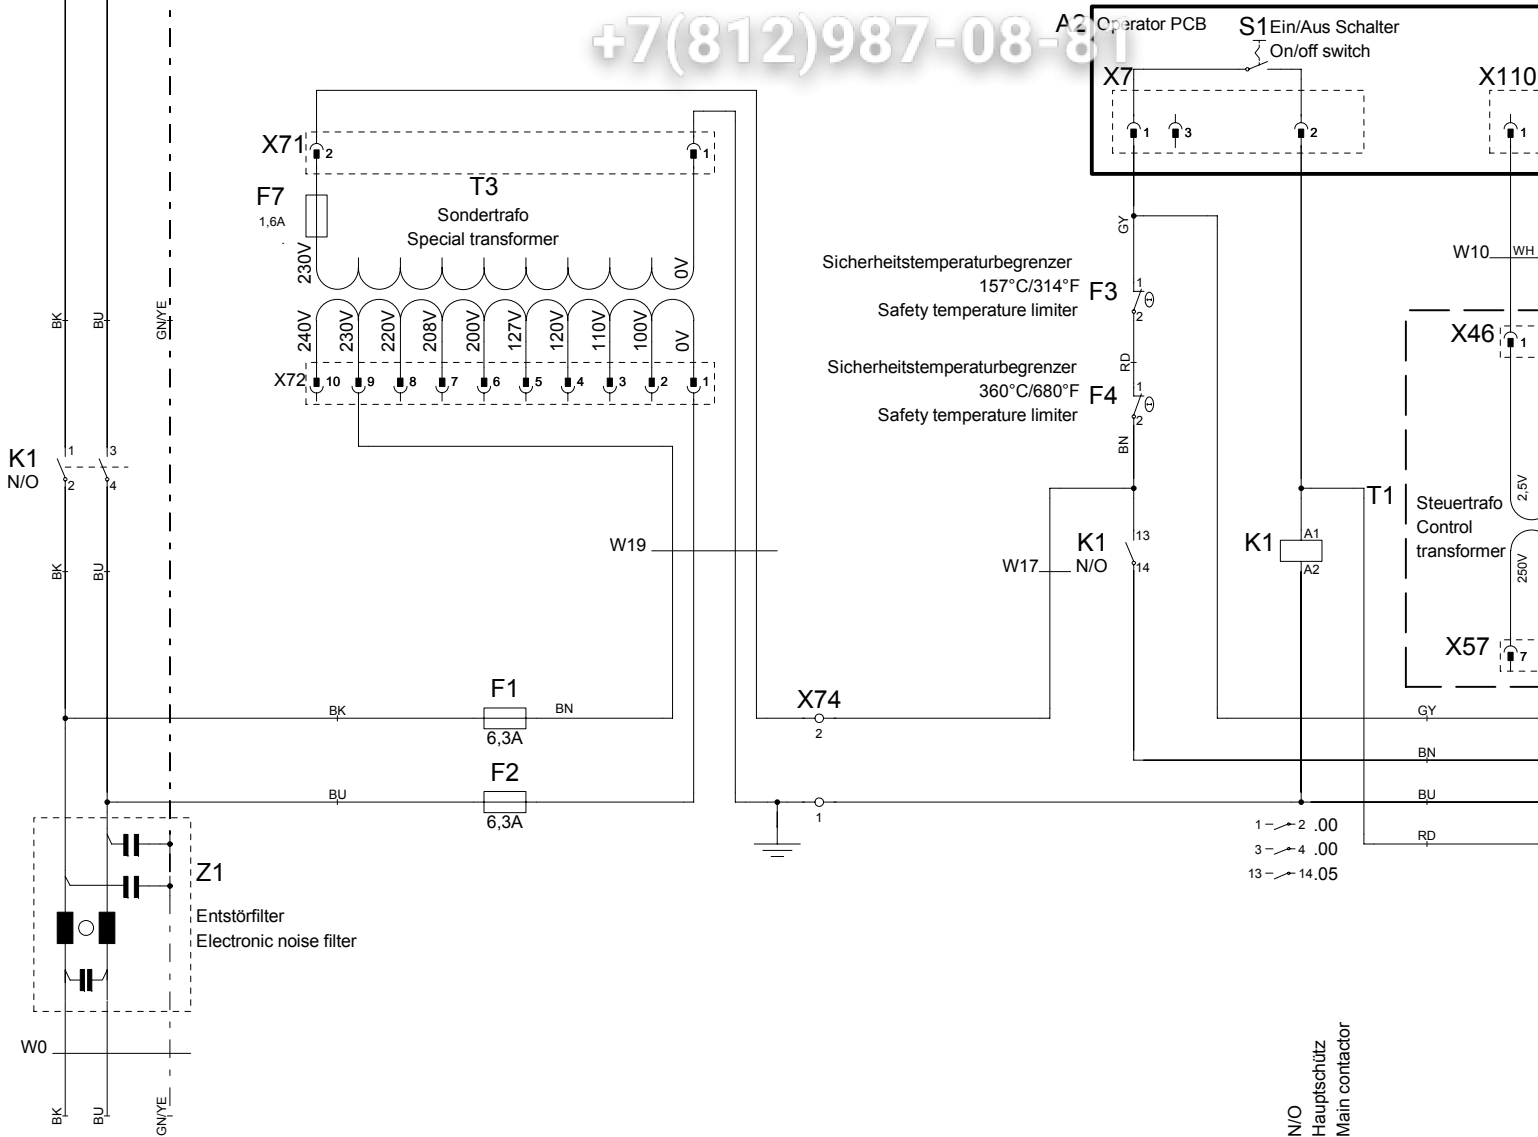 +7(812)987-08-81
A2 Operator PCB
S1 Ein/Aus Schalter
On/off switch
X7
X110
1 3 2 1
X71
2 1
F7
1,6A
T3
Sondertrafo
Special transformer
230V 0V
240V 230V 220V 208V 200V 127V 120V 110V 100V 0V
X72
10 9 8 7 6 5 4 3 2 1
BK BU GN/YE
GY
Sicherheitstemperaturbegrenzer
157°C/314°F
Safety temperature limiter
F3
1
2
RD
Sicherheitstemperaturbegrenzer
360°C/680°F
Safety temperature limiter
F4
1
2
BN
W10 WH
X46
1
K1
N/O
1 3
2 4
BK BU
W19
W17
K1
N/O
13
14
K1
A1
A2
T1
Steuertrafo
Control
transformer
2,5V
250V
X57
7
BK
F1
6,3A
BN
BU
F2
6,3A
X74
2
1
GY
BN
BU
RD
1 2 .00
3 4 .00
13 14 .05
Z1
Entstörfilter
Electronic noise filter
W0
BK BU GN/YE
N/O
Hauptschütz
Main contactor